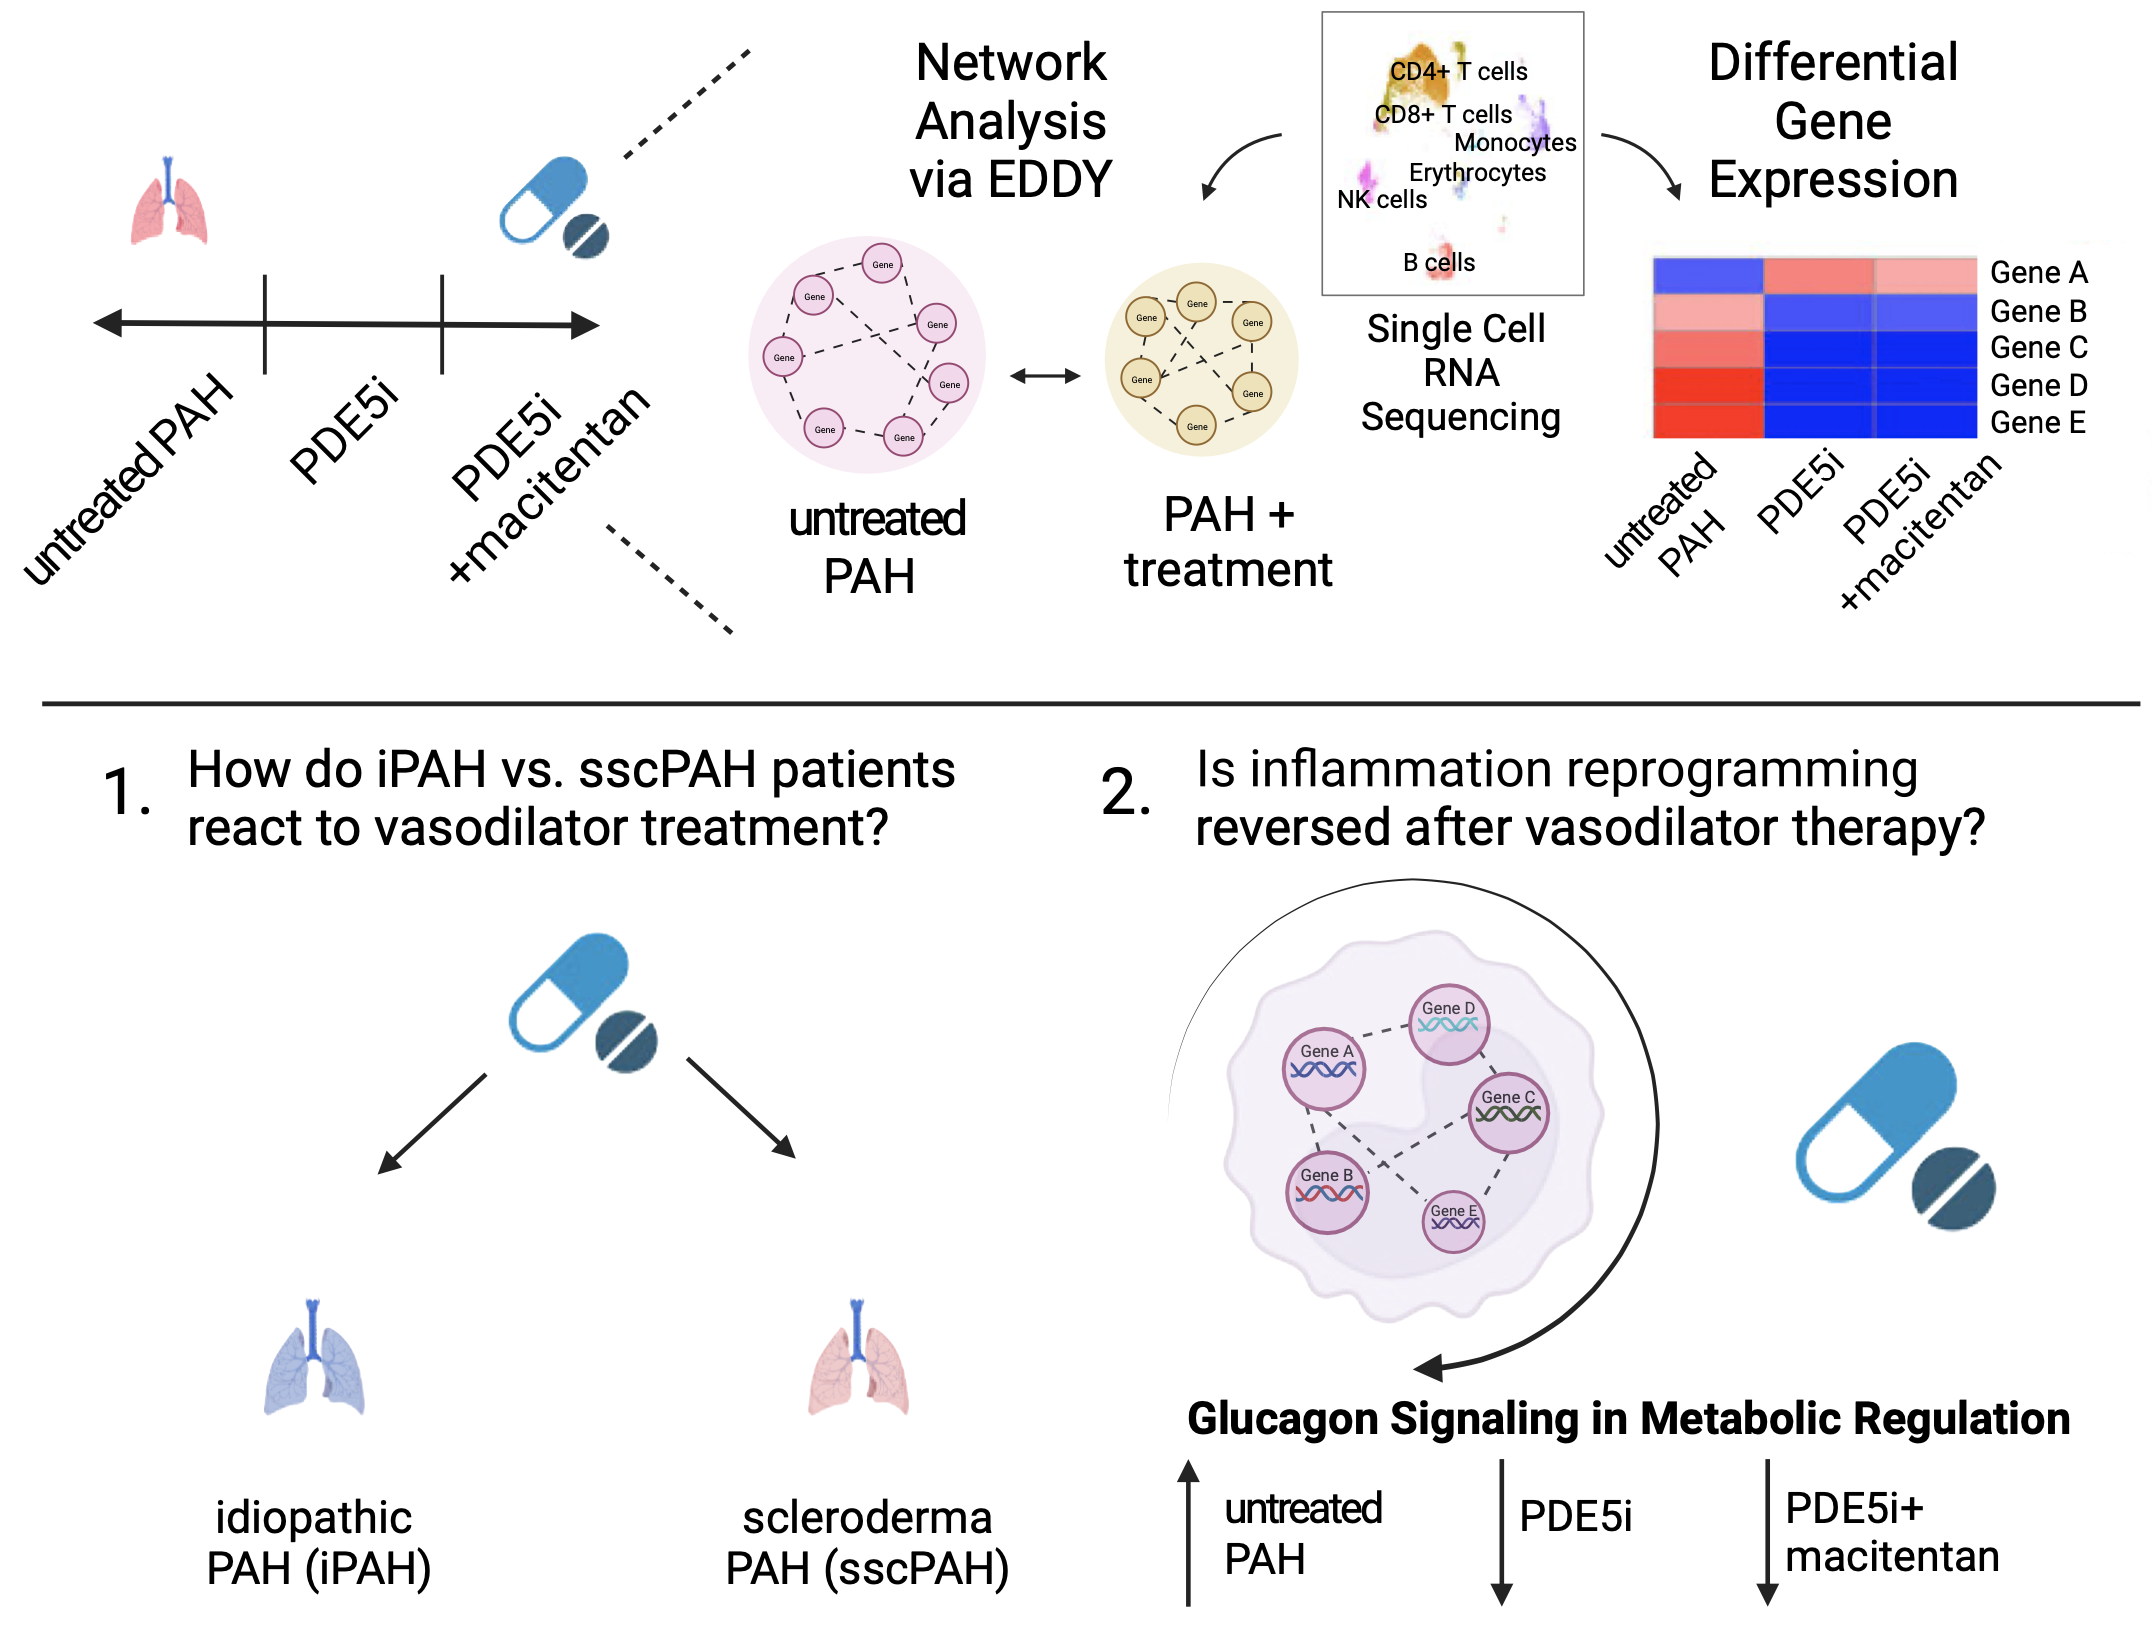 untreated PAH
PDE5i
PDE5i
+macitentan
Network
Analysis
via EDDY
Gene
Gene
Gene
Gene
Gene
Gene
Gene
untreated
PAH
Gene
Gene
Gene
Gene
Gene
Gene
PAH +
treatment
CD4+ T cells
CD8+ T cells
Monocytes
Erythrocytes
NK cells
B cells
Single Cell
RNA
Sequencing
Differential
Gene
Expression
Gene A
Gene B
Gene C
Gene D
Gene E
untreated
PAH
PDE5i
PDE5i
+macitentan
1.
How do iPAH vs. sscPAH patients
react to vasodilator treatment?
idiopathic
PAH (iPAH)
scleroderma
PAH (sscPAH)
2.
Is inflammation reprogramming
reversed after vasodilator therapy?
Gene D
Gene A
Gene C
Gene B
Gene E
Glucagon Signaling in Metabolic Regulation
untreated
PAH
PDE5i
PDE5i+
macitentan